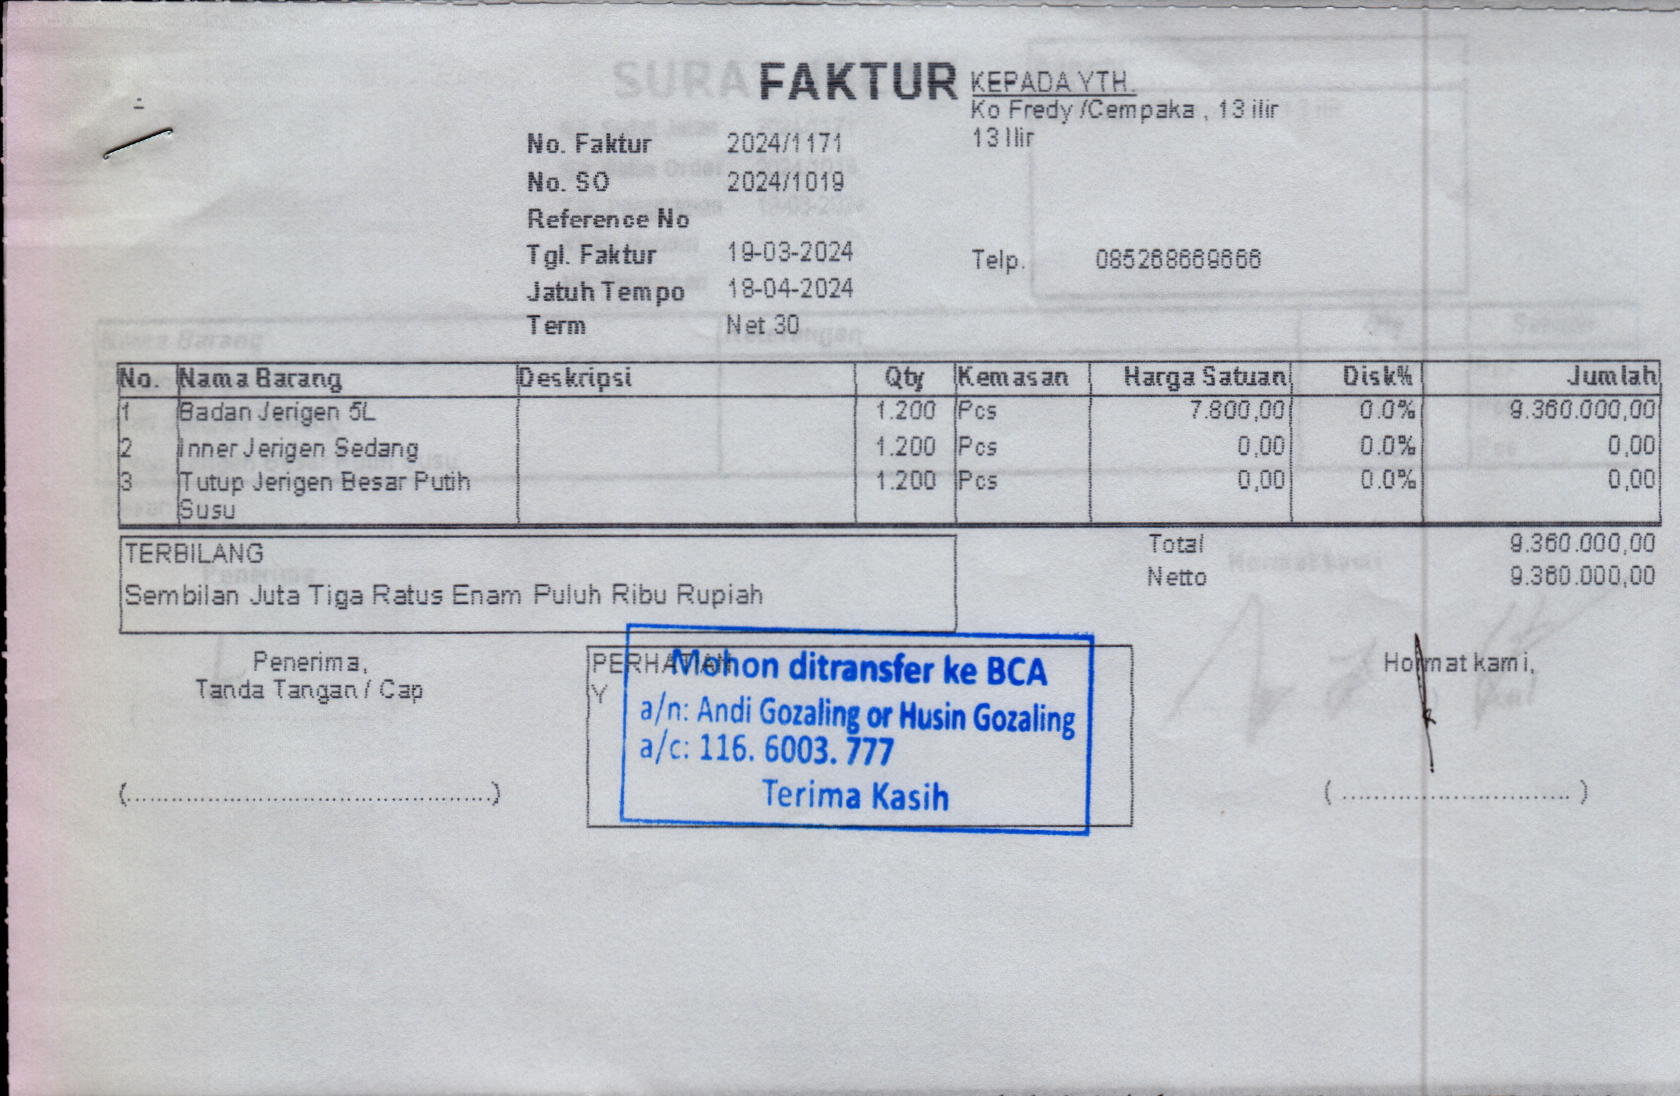 FAKTUR
KEPADA YTH.
Ko Fredy /Cempaka , 13 ilir
13 Ilir
No. Faktur 2024/1171
No. SO 2024/1019
Reference No
Tgl. Faktur 19-03-2024
Telp. 085268669666
Jatuh Tempo 18-04-2024
Term Net 30
No. Nama Barang Deskripsi Qty Kemasan Harga Satuan Disk% Jumlah
1 Badan Jerigen 5L 1.200 Pcs 7.800,00 0.0% 9.360.000,00
2 Inner Jerigen Sedang 1.200 Pcs 0,00 0.0% 0,00
3 Tutup Jerigen Besar Putih 1.200 Pcs 0,00 0.0% 0,00
Susu
TERBILANG
Sembilan Juta Tiga Ratus Enam Puluh Ribu Rupiah
Total 9.360.000,00
Netto 9.360.000,00
Penerima,
Tanda Tangan / Cap
(............................................)
PERHATIAN
Y
Mohon ditransfer ke BCA
a/n: Andi Gozaling or Husin Gozaling
a/c: 116. 6003. 777
Terima Kasih
Hormat kami,
( ............................ )